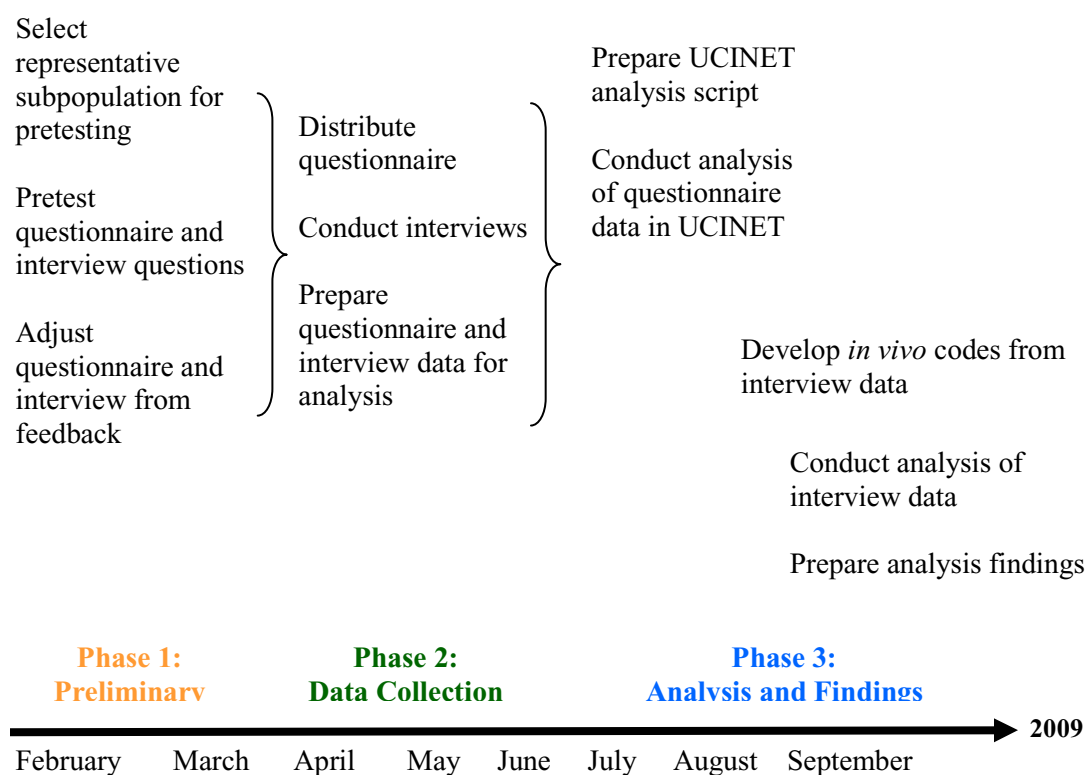 Select
representative
subpopulation for
pretesting
Pretest
questionnaire and
interview questions
Adjust
questionnaire and
interview from
feedback
Distribute
questionnaire
Conduct interviews
Prepare
questionnaire and
interview data for
analysis
Prepare UCINET
analysis script
Conduct analysis
of questionnaire
data in UCINET
Develop in vivo codes from
interview data
Conduct analysis of
interview data
Prepare analysis findings
Phase 1:
Preliminary
Phase 2:
Data Collection
Phase 3:
Analysis and Findings
2009
February March April May June July August September